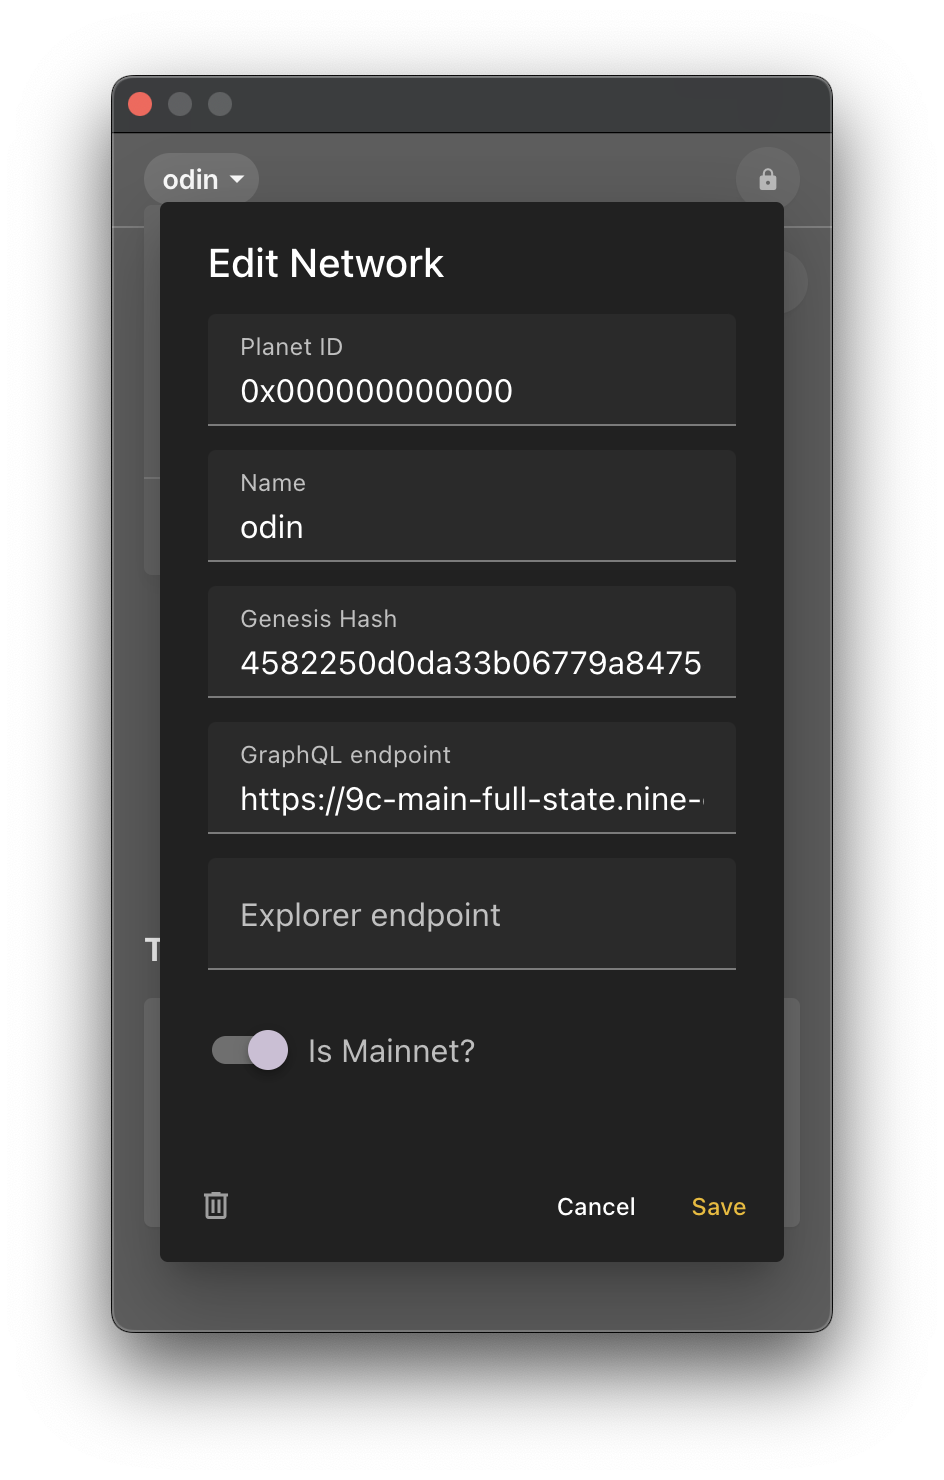 odin
Edit Network
Planet ID
0x000000000000
Name
odin
Genesis Hash
4582250d0da33b06779a8475
GraphQL endpoint
https://9c-main-full-state.nine-
Explorer endpoint
T
Is Mainnet?
Cancel
Save